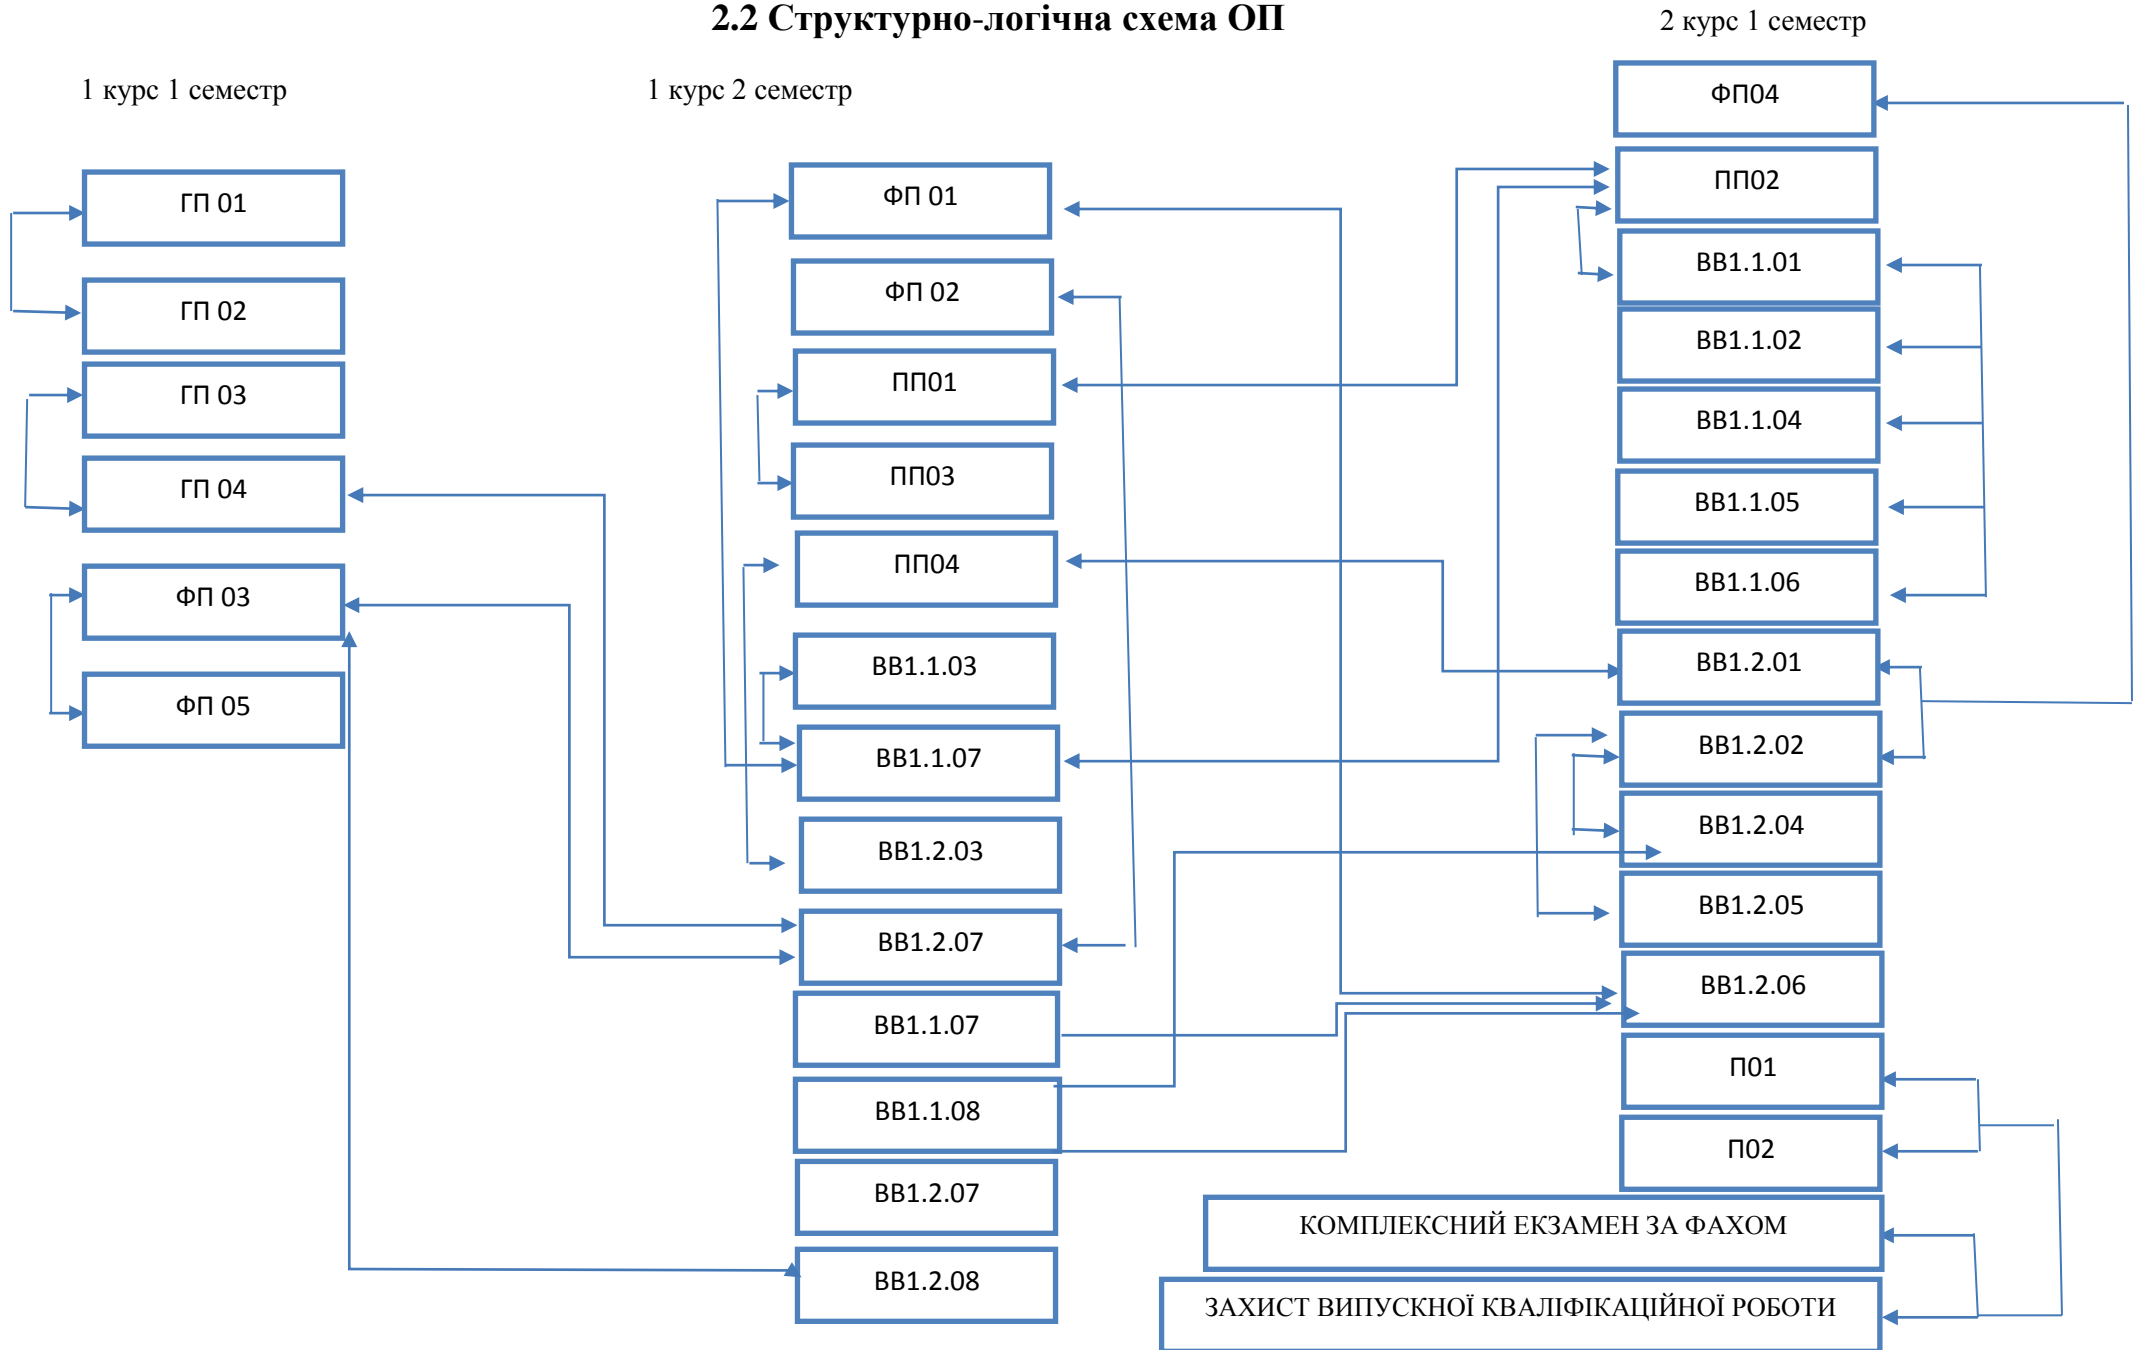 2.2 Структурно-логічна схема ОП
1 курс 1 семестр
ГП 01
ГП 02
ГП 03
ГП 04
ФП 03
ФП 05
1 курс 2 семестр
ФП 01
ФП 02
ПП01
ПП03
ПП04
ВВ1.1.03
ВВ1.1.07
ВВ1.2.03
ВВ1.2.07
ВВ1.1.07
ВВ1.1.08
ВВ1.2.07
ВВ1.2.08
2 курс 1 семестр
ФП04
ПП02
ВВ1.1.01
ВВ1.1.02
ВВ1.1.04
ВВ1.1.05
ВВ1.1.06
ВВ1.2.01
ВВ1.2.02
ВВ1.2.04
ВВ1.2.05
ВВ1.2.06
П01
П02
КОМПЛЕКСНИЙ ЕКЗАМЕН ЗА ФАХОМ
ЗАХИСТ ВИПУСКНОЇ КВАЛІФІКАЦІЙНОЇ РОБОТИ